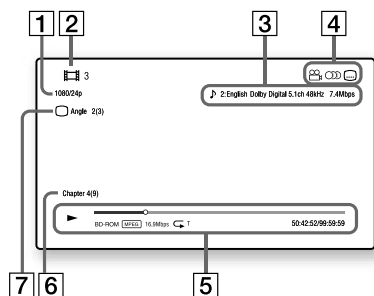 1 2 3 4
3
1080/24p
2:English Dolby Digital 5.1ch 48kHz 7.4Mbps
Angle 2(3)
Chapter 4(9)
BD-ROM MPEG 16.9Mbps T 50:42:52/99:59:59
7 6 5